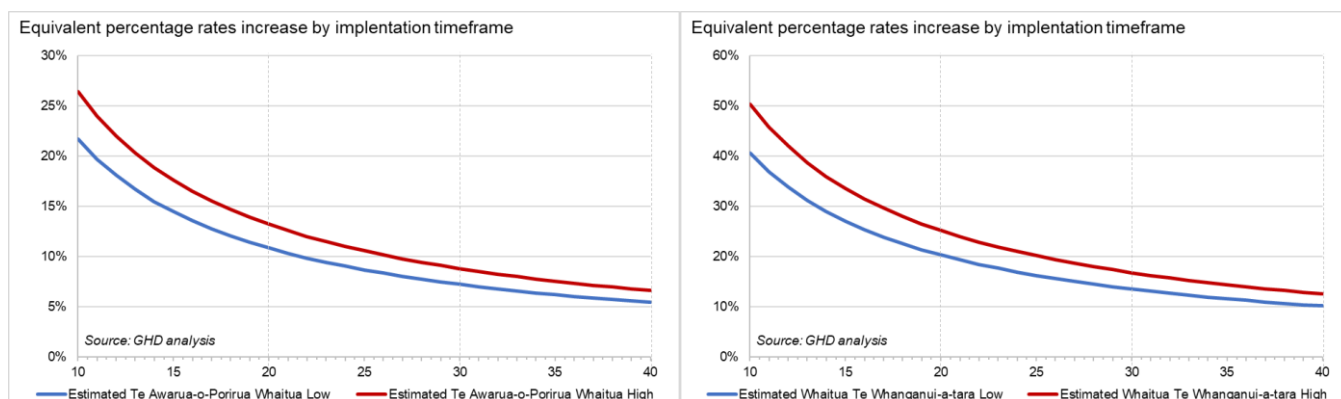 Equivalent percentage rates increase by implentation timeframe
30%
25%
20%
15%
10%
5%
0%
Source: GHD analysis
10 15 20 25 30 35 40
Estimated Te Awarua-o-Porirua Whaitua Low Estimated Te Awarua-o-Porirua Whaitua High
Equivalent percentage rates increase by implentation timeframe
60%
50%
40%
30%
20%
10%
0%
Source: GHD analysis
10 15 20 25 30 35 40
Estimated Whaitua Te Whanganui-a-tara Low Estimated Whaitua Te Whanganui-a-tara High